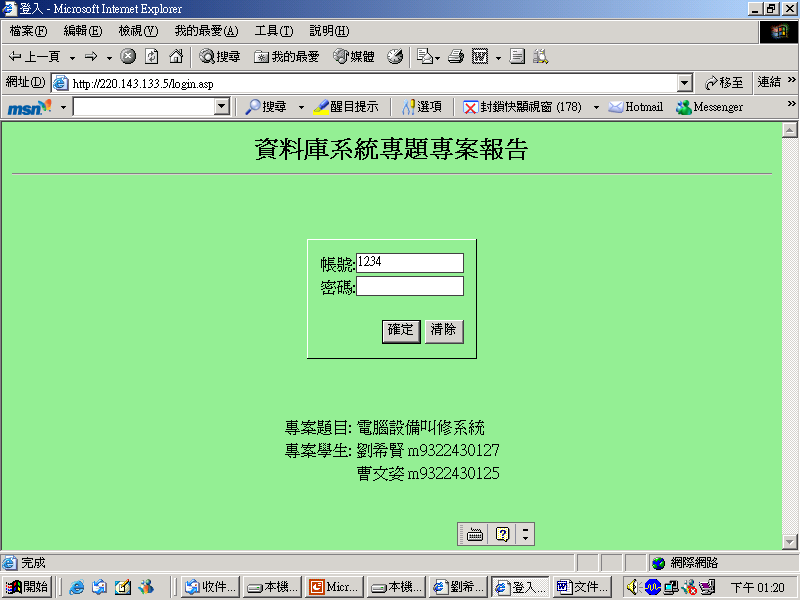 登入 - Microsoft Internet Explorer
檔案(F) 編輯(E) 檢視(V) 我的最愛(A) 工具(T) 說明(H)
上一頁 搜尋 我的最愛 媒體
網址(D) http://220.143.133.5/login.asp 移至 連結 »
msn 搜尋 醒目提示 選項 封鎖快顯視窗 (178) Hotmail Messenger »
資料庫系統專題專案報告
帳號:1234
密碼:
確定 清除
專案題目: 電腦設備叫修系統
專案學生: 劉希賢 m9322430127
曹文姿 m9322430125
完成 網際網路
開始 收件... 本機... Micr... 本機... 劉希... 登入... 文件... 下午 01:20